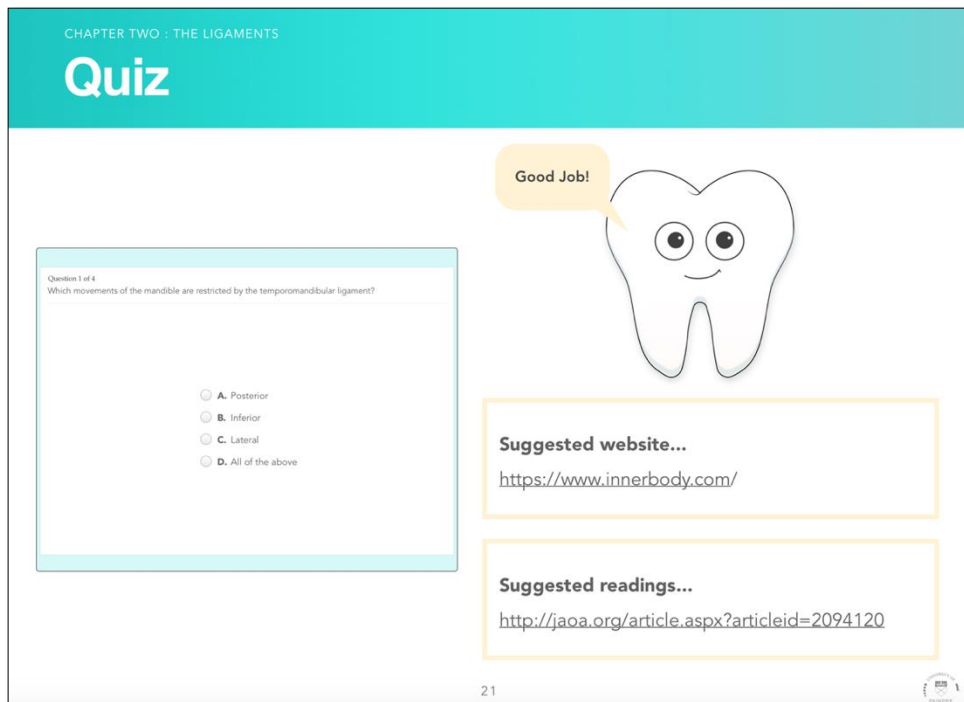 CHAPTER TWO : THE LIGAMENTS
Quiz
Good Job!
Question 1 of 4
Which movements of the mandible are restricted by the temporomandibular ligament?
A. Posterior
B. Inferior
C. Lateral
D. All of the above
Suggested website...
https://www.innerbody.com/
Suggested readings...
http://jaoa.org/article.aspx?articleid=2094120
21